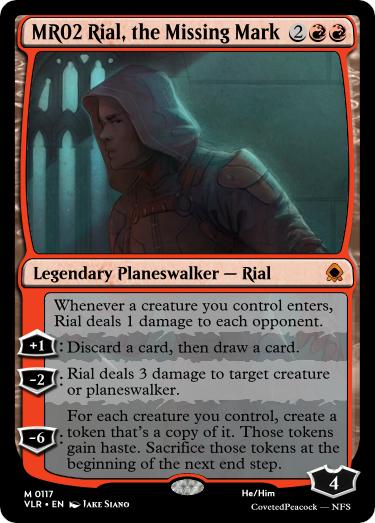 MR02 Rial, the Missing Mark 2
Legendary Planeswalker — Rial
Whenever a creature you control enters,
Rial deals 1 damage to each opponent.
+1: Discard a card, then draw a card.
-2: Rial deals 3 damage to target creature
or planeswalker.
-6: For each creature you control, create a
token that's a copy of it. Those tokens
gain haste. Sacrifice those tokens at the
beginning of the next end step.
4
M 0117
VLR • EN Jake Siano
He/Him
CovetedPeacock — NFS